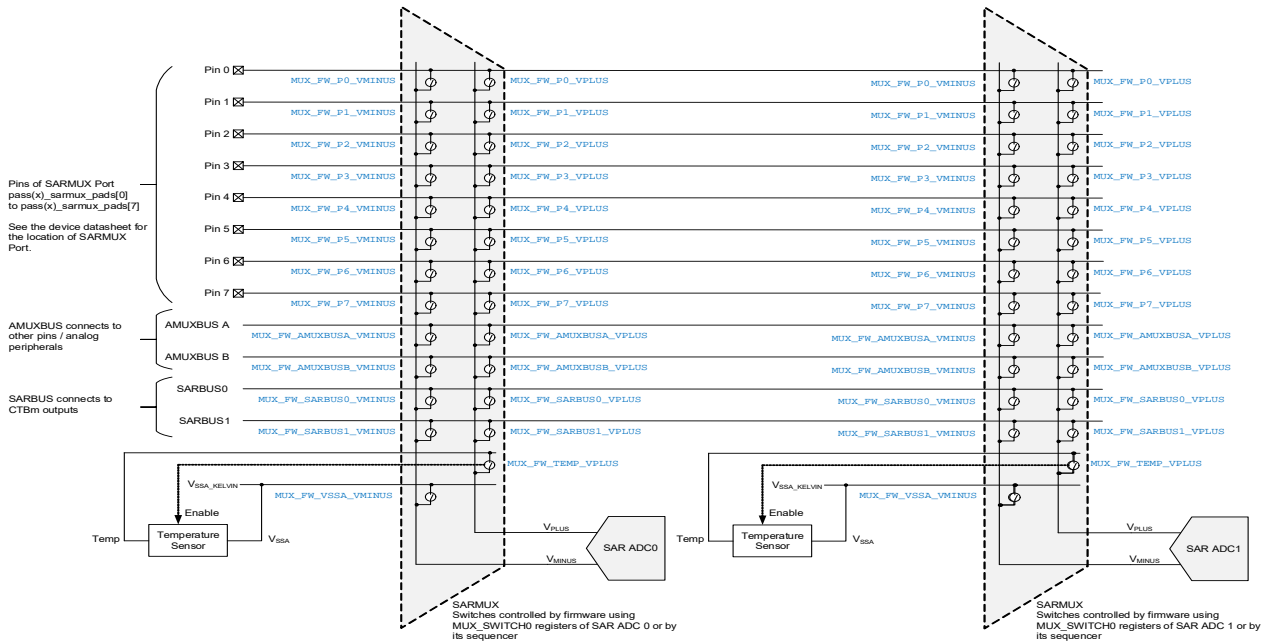 Pin 0
MUX_FW_P0_VMINUS
MUX_FW_P0_VPLUS
MUX_FW_P0_VMINUS
MUX_FW_P0_VPLUS
Pin 1
MUX_FW_P1_VMINUS
MUX_FW_P1_VPLUS
MUX_FW_P1_VMINUS
MUX_FW_P1_VPLUS
Pin 2
MUX_FW_P2_VMINUS
MUX_FW_P2_VPLUS
MUX_FW_P2_VMINUS
MUX_FW_P2_VPLUS
Pin 3
MUX_FW_P3_VMINUS
MUX_FW_P3_VPLUS
MUX_FW_P3_VMINUS
MUX_FW_P3_VPLUS
Pins of SARMUX Port
pass(x)_sarmux_pads[0]
to pass(x)_sarmux_pads[7]
See the device datasheet for
the location of SARMUX
Port.
Pin 4
MUX_FW_P4_VMINUS
MUX_FW_P4_VPLUS
MUX_FW_P4_VMINUS
MUX_FW_P4_VPLUS
Pin 5
MUX_FW_P5_VMINUS
MUX_FW_P5_VPLUS
MUX_FW_P5_VMINUS
MUX_FW_P5_VPLUS
Pin 6
MUX_FW_P6_VMINUS
MUX_FW_P6_VPLUS
MUX_FW_P6_VMINUS
MUX_FW_P6_VPLUS
Pin 7
MUX_FW_P7_VMINUS
MUX_FW_P7_VPLUS
MUX_FW_P7_VMINUS
MUX_FW_P7_VPLUS
AMUXBUS connects to
other pins / analog
peripherals
AMUXBUS A
MUX_FW_AMUXBUSA_VMINUS
MUX_FW_AMUXBUSA_VPLUS
MUX_FW_AMUXBUSA_VMINUS
MUX_FW_AMUXBUSA_VPLUS
AMUXBUS B
MUX_FW_AMUXBUSB_VMINUS
MUX_FW_AMUXBUSB_VPLUS
MUX_FW_AMUXBUSB_VMINUS
MUX_FW_AMUXBUSB_VPLUS
SARBUS connects to
CTBm outputs
SARBUS0
MUX_FW_SARBUS0_VMINUS
MUX_FW_SARBUS0_VPLUS
MUX_FW_SARBUS0_VMINUS
MUX_FW_SARBUS0_VPLUS
SARBUS1
MUX_FW_SARBUS1_VMINUS
MUX_FW_SARBUS1_VPLUS
MUX_FW_SARBUS1_VMINUS
MUX_FW_SARBUS1_VPLUS
MUX_FW_TEMP_VPLUS
MUX_FW_TEMP_VPLUS
VSSA_KELVIN
MUX_FW_VSSA_VMINUS
VSSA_KELVIN
MUX_FW_VSSA_VMINUS
Enable
Temp
Temperature
Sensor
VSSA
VPLUS
VMINUS
SAR ADC0
Enable
Temp
Temperature
Sensor
VSSA
VPLUS
VMINUS
SAR ADC1
SARMUX
Switches controlled by firmware using
MUX_SWITCH0 registers of SAR ADC 0 or by
its sequencer
SARMUX
Switches controlled by firmware using
MUX_SWITCH0 registers of SAR ADC 1 or by
its sequencer